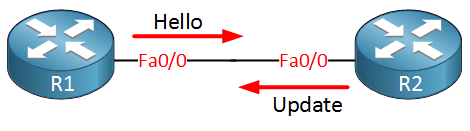 Hello
Fa0/0
Fa0/0
R1
R2
Update